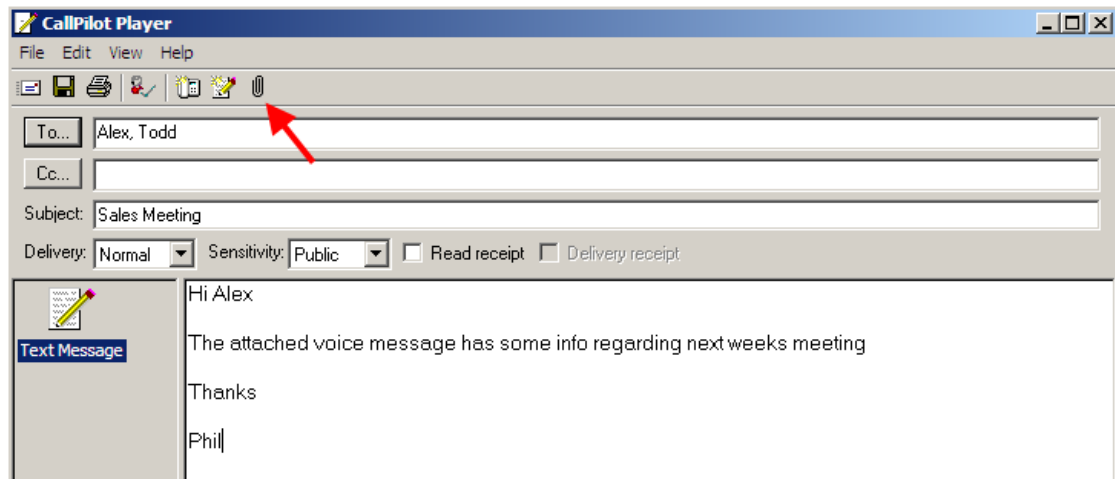 CallPilot Player
File Edit View Help
To... Alex, Todd
Cc...
Subject: Sales Meeting
Delivery: Normal Sensitivity: Public Read receipt Delivery receipt
Text Message
Hi Alex
The attached voice message has some info regarding next weeks meeting
Thanks
Phil